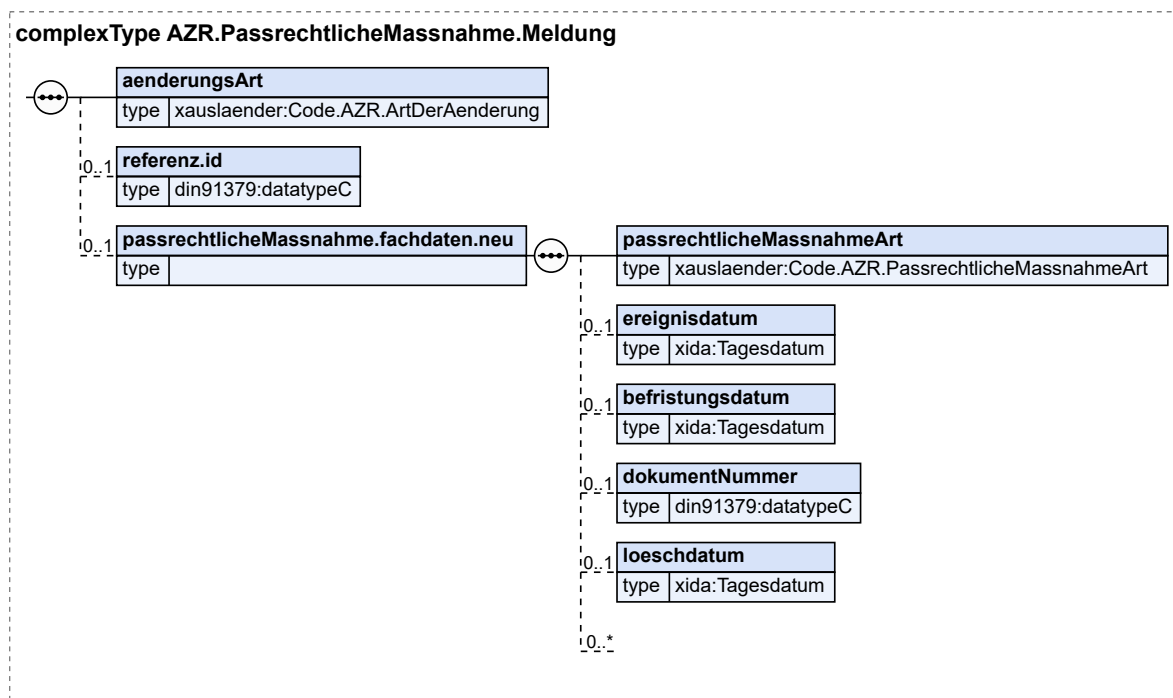 complexType AZR.PassrechtlicheMassnahme.Meldung
aenderungsArt
type xauslaender:Code.AZR.ArtDerAenderung
0..1 referenz.id
type din91379:datatypeC
0..1 passrechtlicheMassnahme.fachdaten.neu
type
passrechtlicheMassnahmeArt
type xauslaender:Code.AZR.PassrechtlicheMassnahmeArt
0..1 ereignisdatum
type xida:Tagesdatum
0..1 befristungsdatum
type xida:Tagesdatum
0..1 dokumentNummer
type din91379:datatypeC
0..1 loeschdatum
type xida:Tagesdatum
0..*